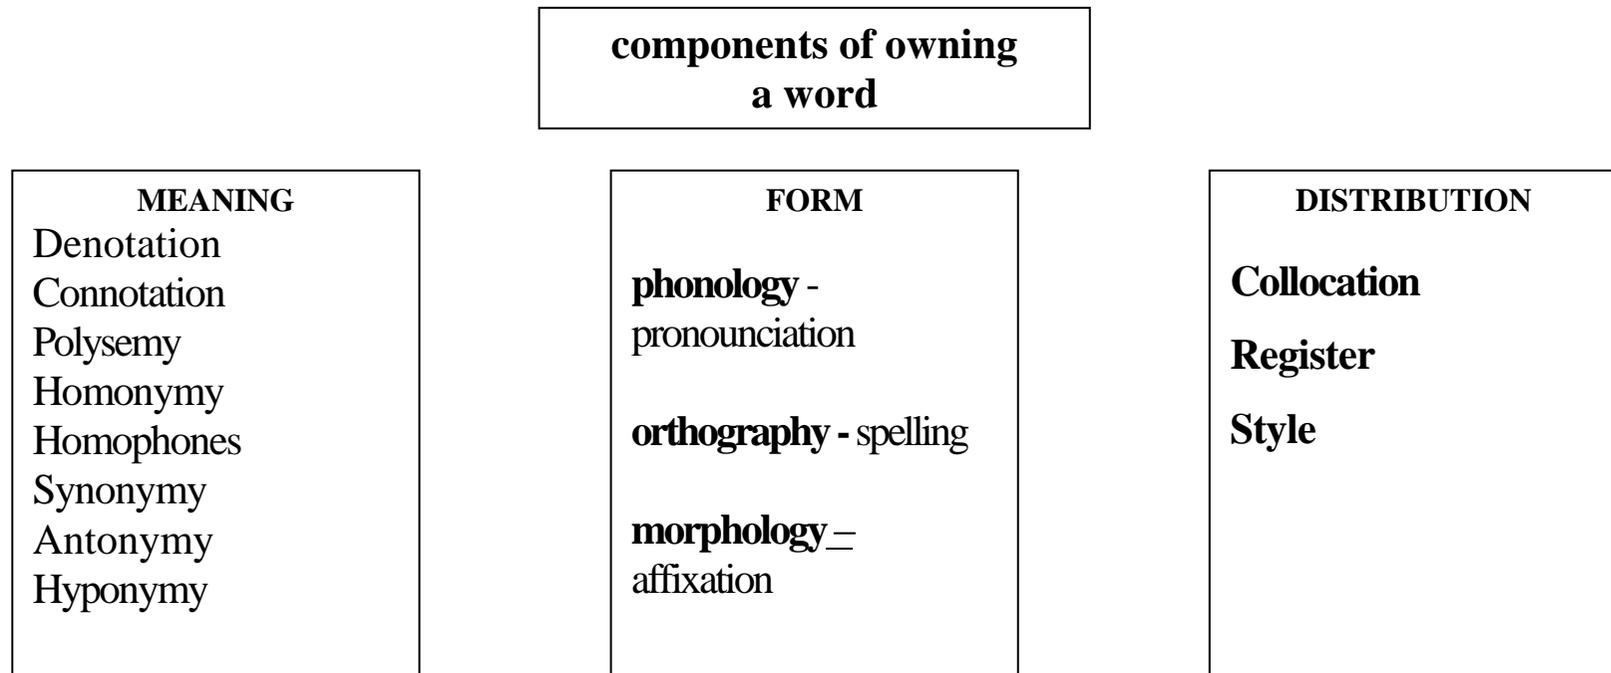 components of owning
a word
MEANING
Denotation
Connotation
Polysemy
Homonymy
Homophones
Synonymy
Antonymy
Hyponymy
FORM
phonology -
pronounciation
orthography - spelling
morphology –
affixation
DISTRIBUTION
Collocation
Register
Style